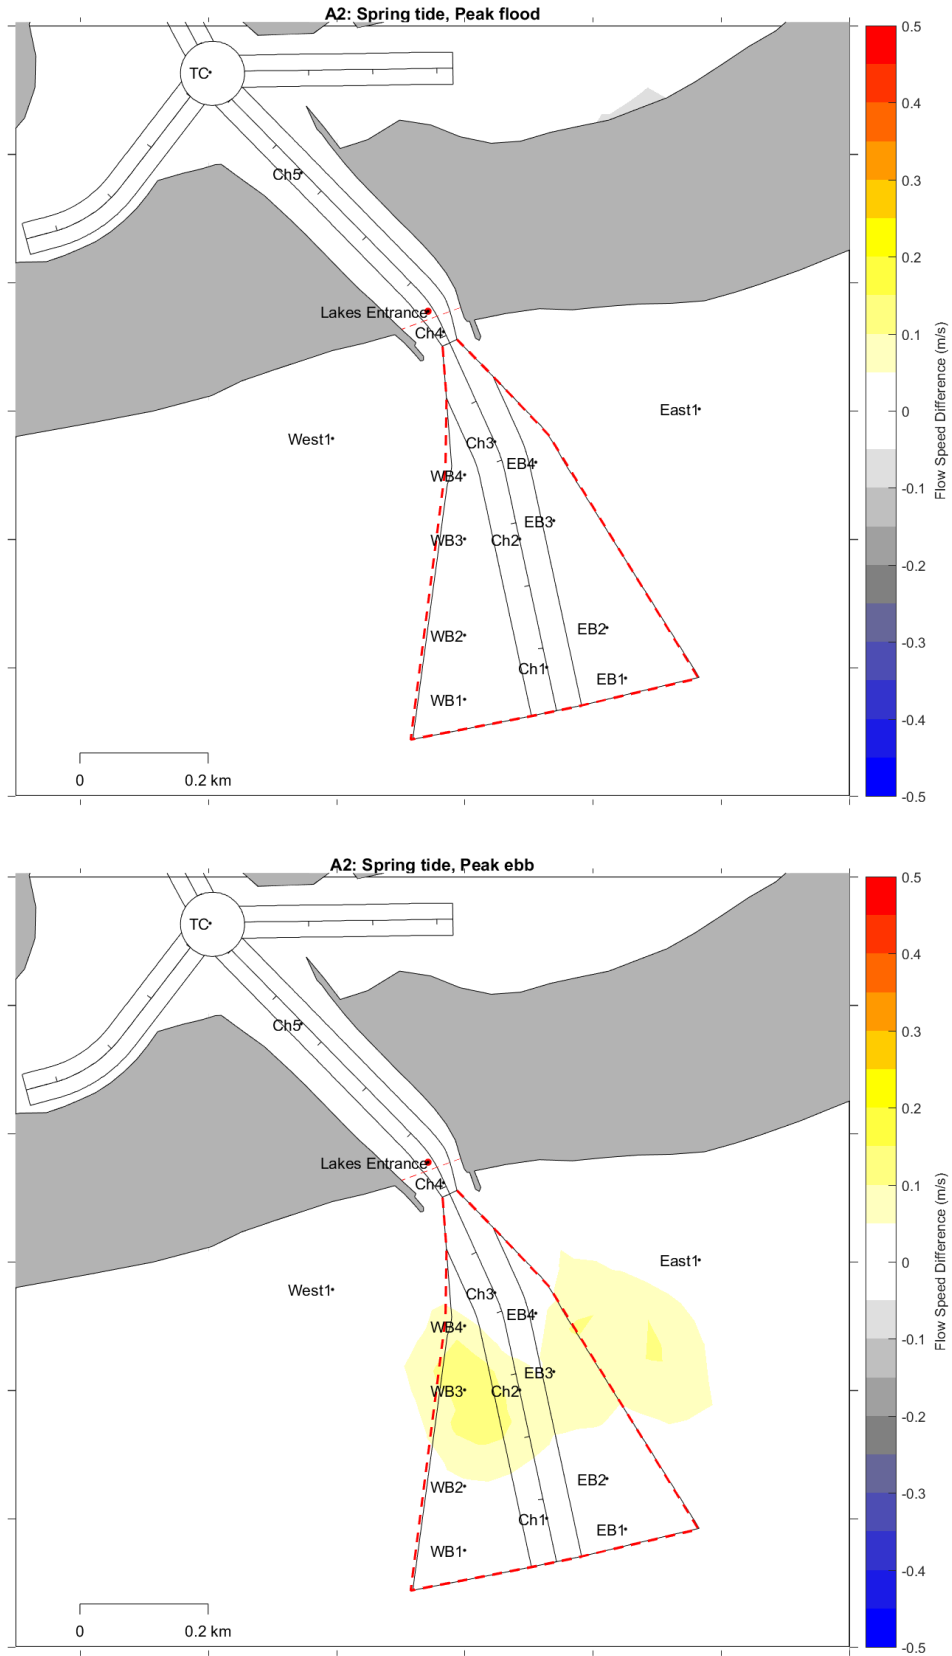 A2: Spring tide, Peak flood
0.5
TC
0.4
Ch5
0.3
0.2
Lakes Entrance
Ch4
0.1
East1
0
West1
Ch3
EB4
WB4
-0.1
EB3
WB3
Ch2
-0.2
EB2
WB2
-0.3
Ch1
EB1
WB1
-0.4
0
0.2 km
-0.5
Flow Speed Difference (m/s)
A2: Spring tide, Peak ebb
0.5
TC
0.4
Ch5
0.3
0.2
Lakes Entrance
Ch4
0.1
East1
0
West1
Ch3
EB4
WB4
-0.1
EB3
WB3
Ch2
-0.2
EB2
WB2
-0.3
Ch1
EB1
WB1
-0.4
0
0.2 km
-0.5
Flow Speed Difference (m/s)